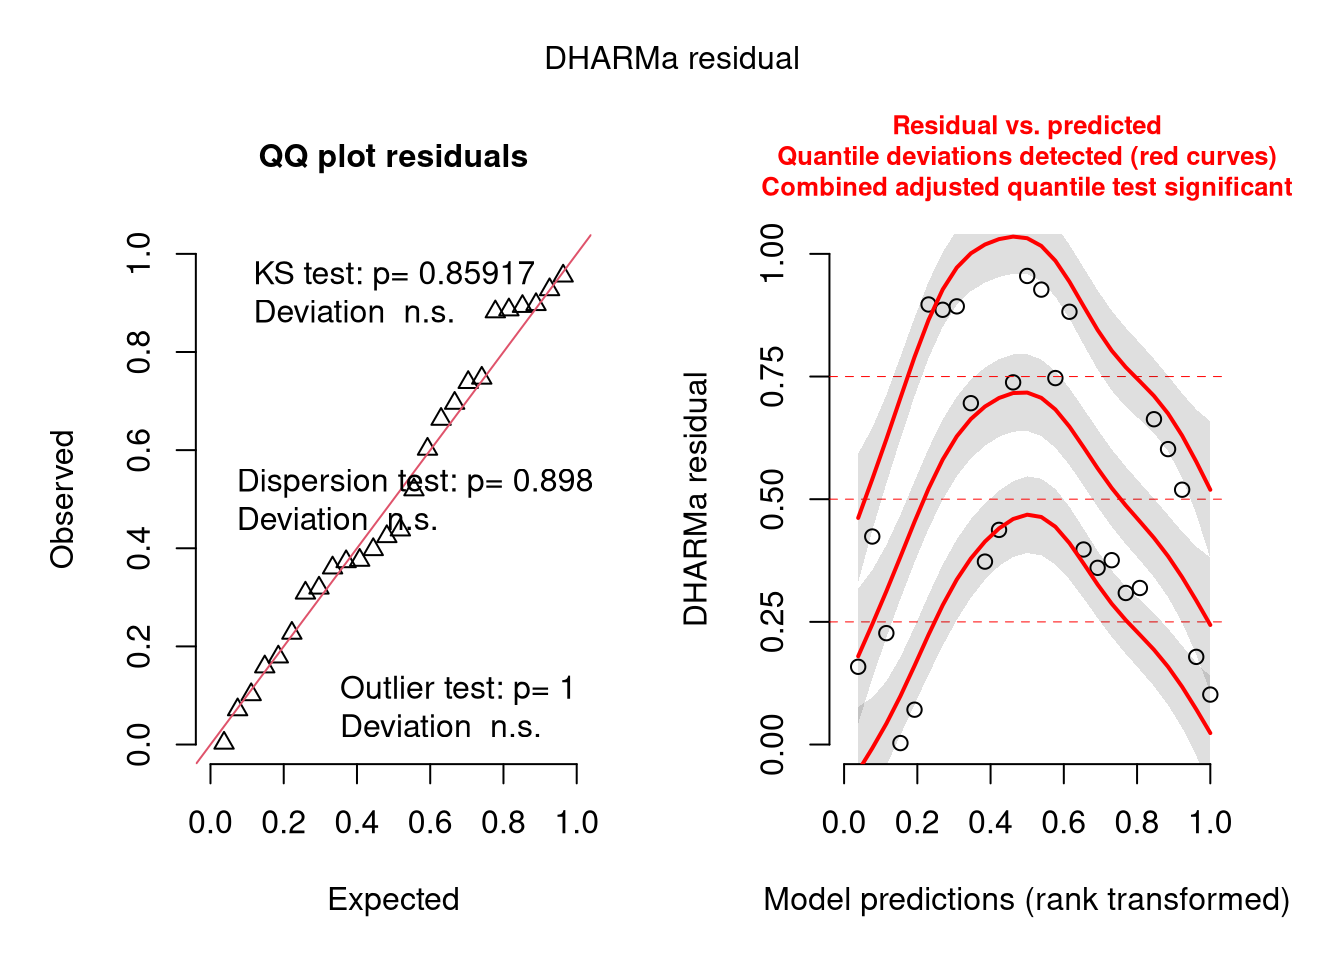 DHARMa residual
QQ plot residuals
KS test: p= 0.85917
Deviation  n.s.
Dispersion test: p= 0.898
Deviation  n.s.
Outlier test: p= 1
Deviation  n.s.
Observed
0.0 0.2 0.4 0.6 0.8 1.0
0.0 0.2 0.4 0.6 0.8 1.0
Expected
Residual vs. predicted
Quantile deviations detected (red curves)
Combined adjusted quantile test significant
DHARMa residual
0.00 0.25 0.50 0.75 1.00
0.0 0.2 0.4 0.6 0.8 1.0
Model predictions (rank transformed)